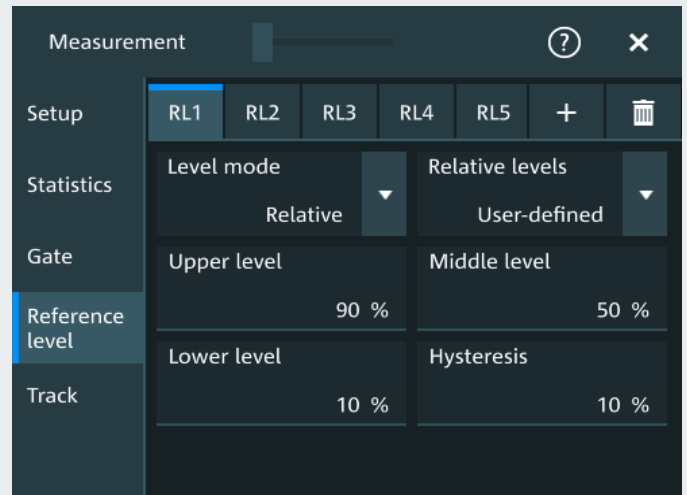 Measurement
?
Setup
RL1 RL2 RL3 RL4 RL5 +
Statistics
Level mode
Relative
Relative levels
User-defined
Gate
Upper level
90 %
Middle level
50 %
Reference
level
Lower level
10 %
Hysteresis
10 %
Track